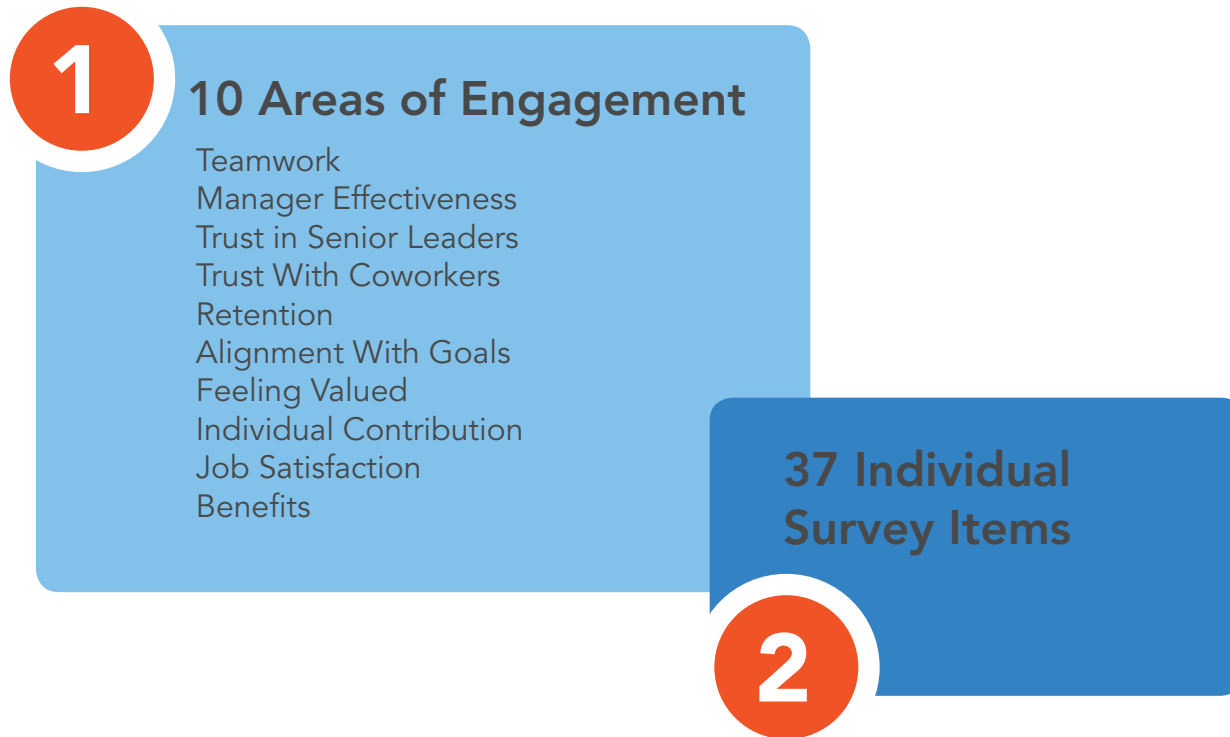 1
10 Areas of Engagement
Teamwork
Manager Effectiveness
Trust in Senior Leaders
Trust With Coworkers
Retention
Alignment With Goals
Feeling Valued
Individual Contribution
Job Satisfaction
Benefits
37 Individual
Survey Items
2